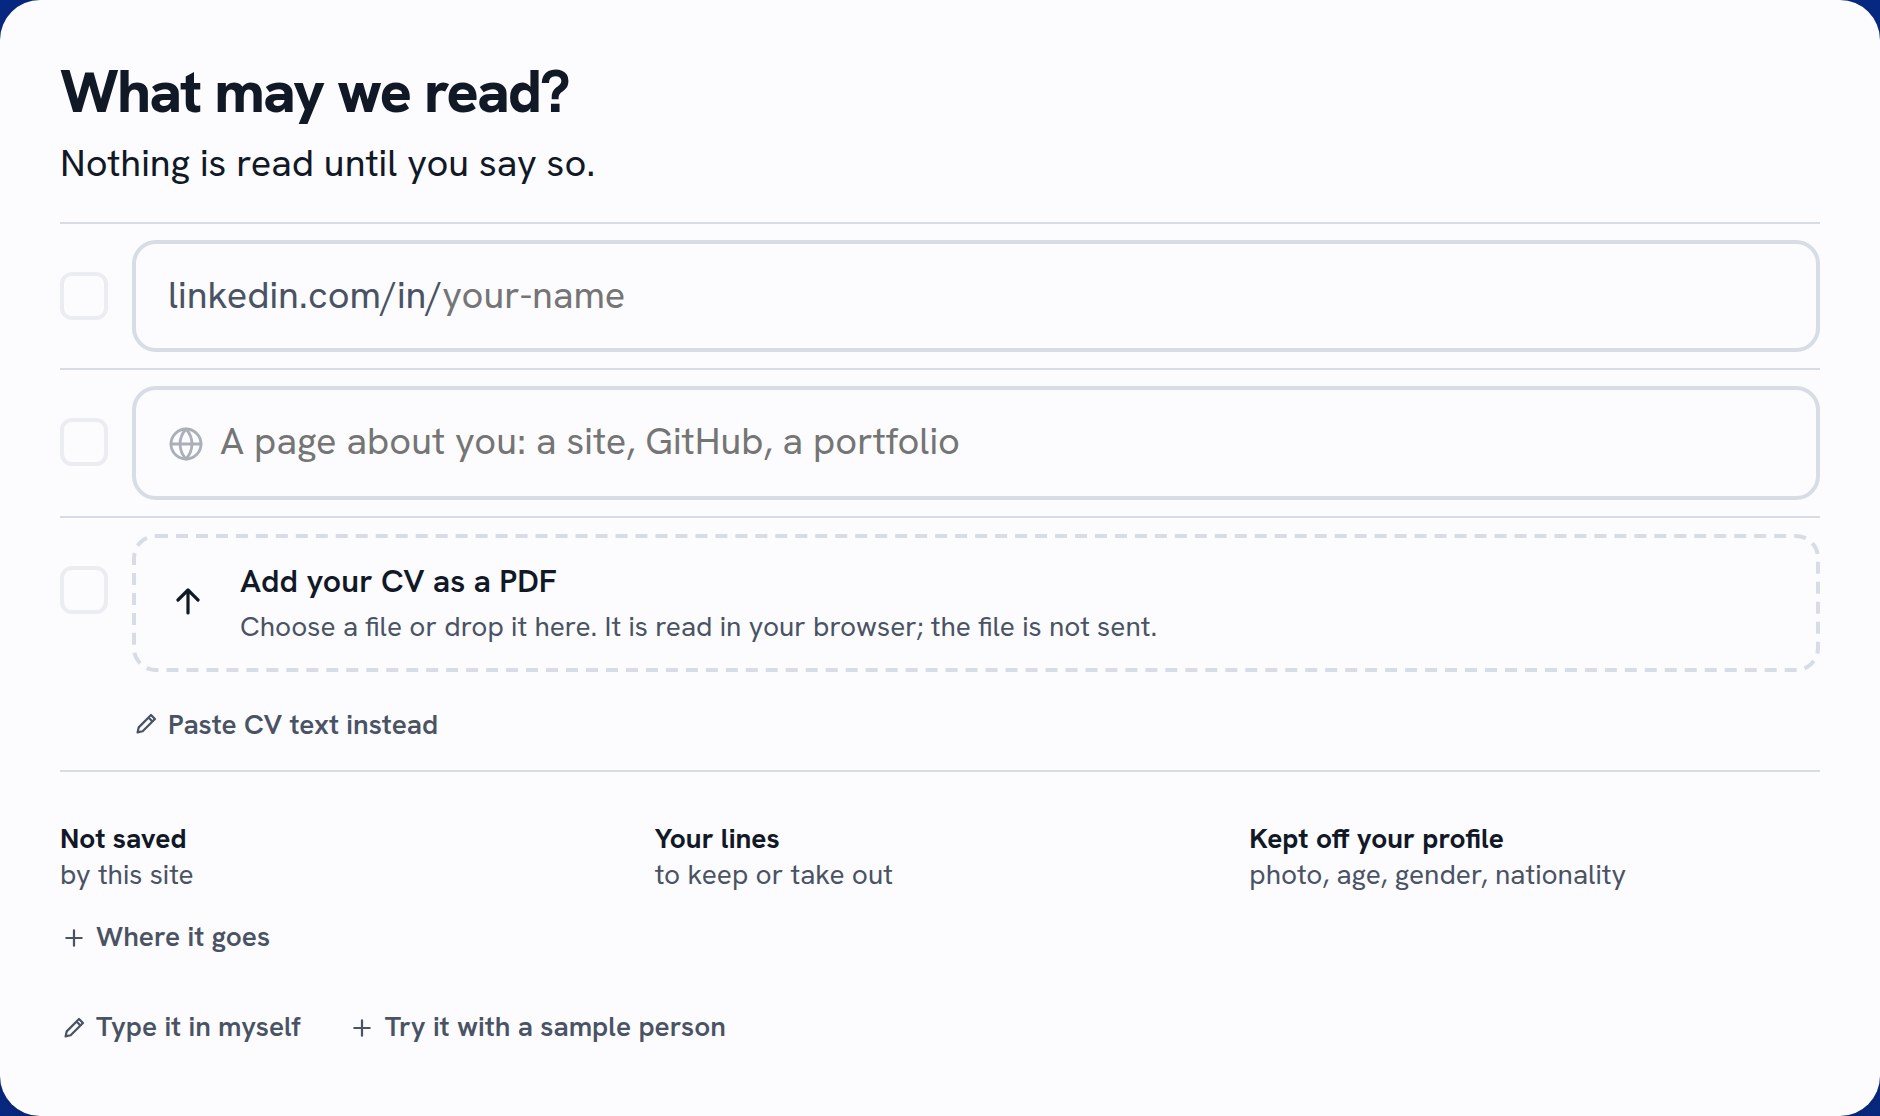 What may we read?
Nothing is read until you say so.
linkedin.com/in/your-name
A page about you: a site, GitHub, a portfolio
Add your CV as a PDF
Choose a file or drop it here. It is read in your browser; the file is not sent.
Paste CV text instead
Not saved
by this site
Your lines
to keep or take out
Kept off your profile
photo, age, gender, nationality
Where it goes
Type it in myself
Try it with a sample person